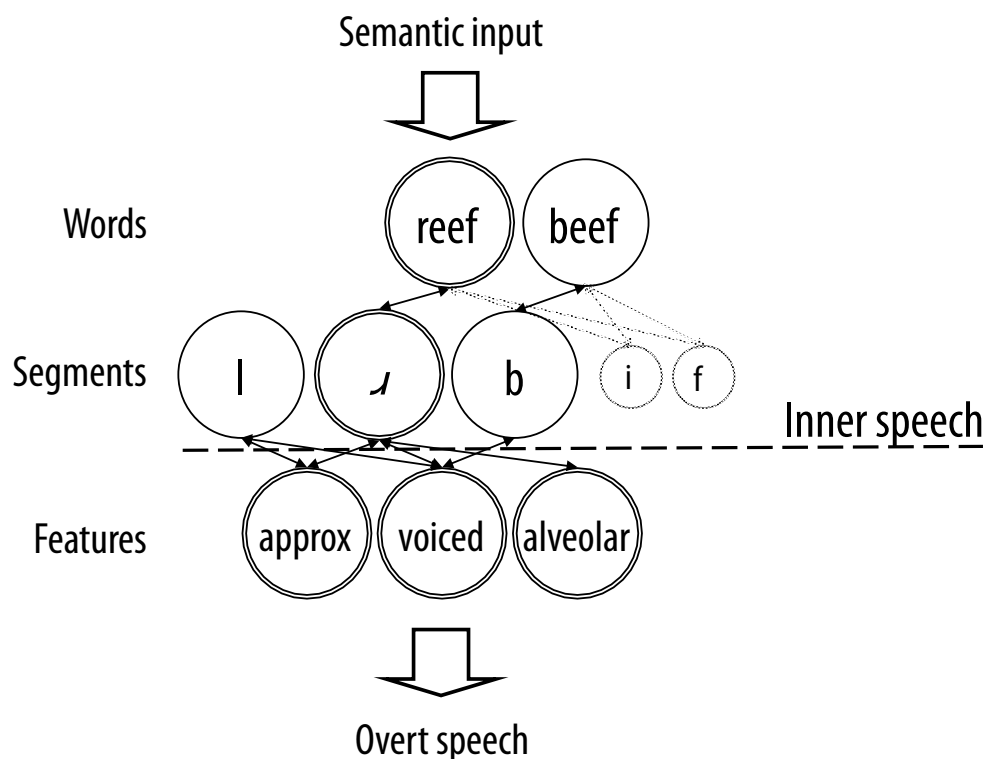 Semantic input
Words reef beef
Segments l ɹ b i f
Inner speech
Features approx voiced alveolar
Overt speech